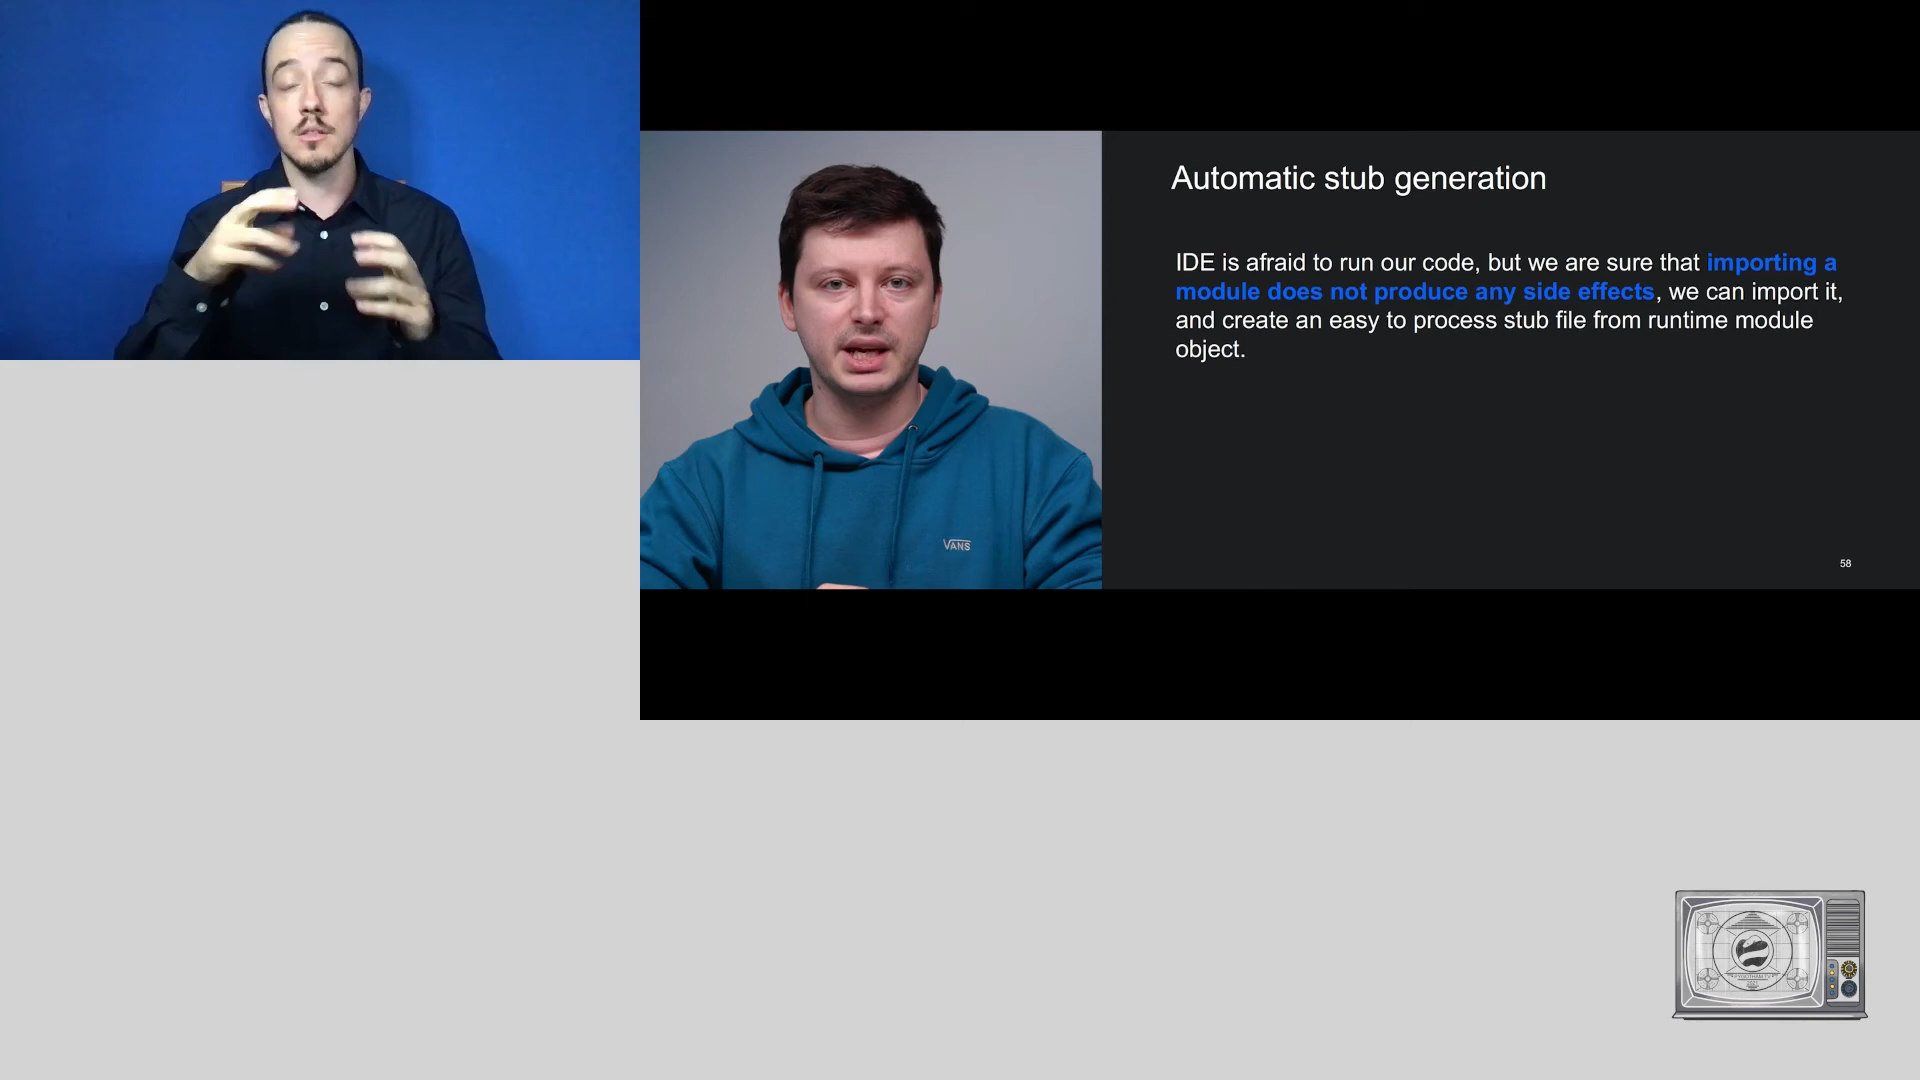 Automatic stub generation
IDE is afraid to run our code, but we are sure that importing a
module does not produce any side effects, we can import it,
and create an easy to process stub file from runtime module
object.
VANS
58